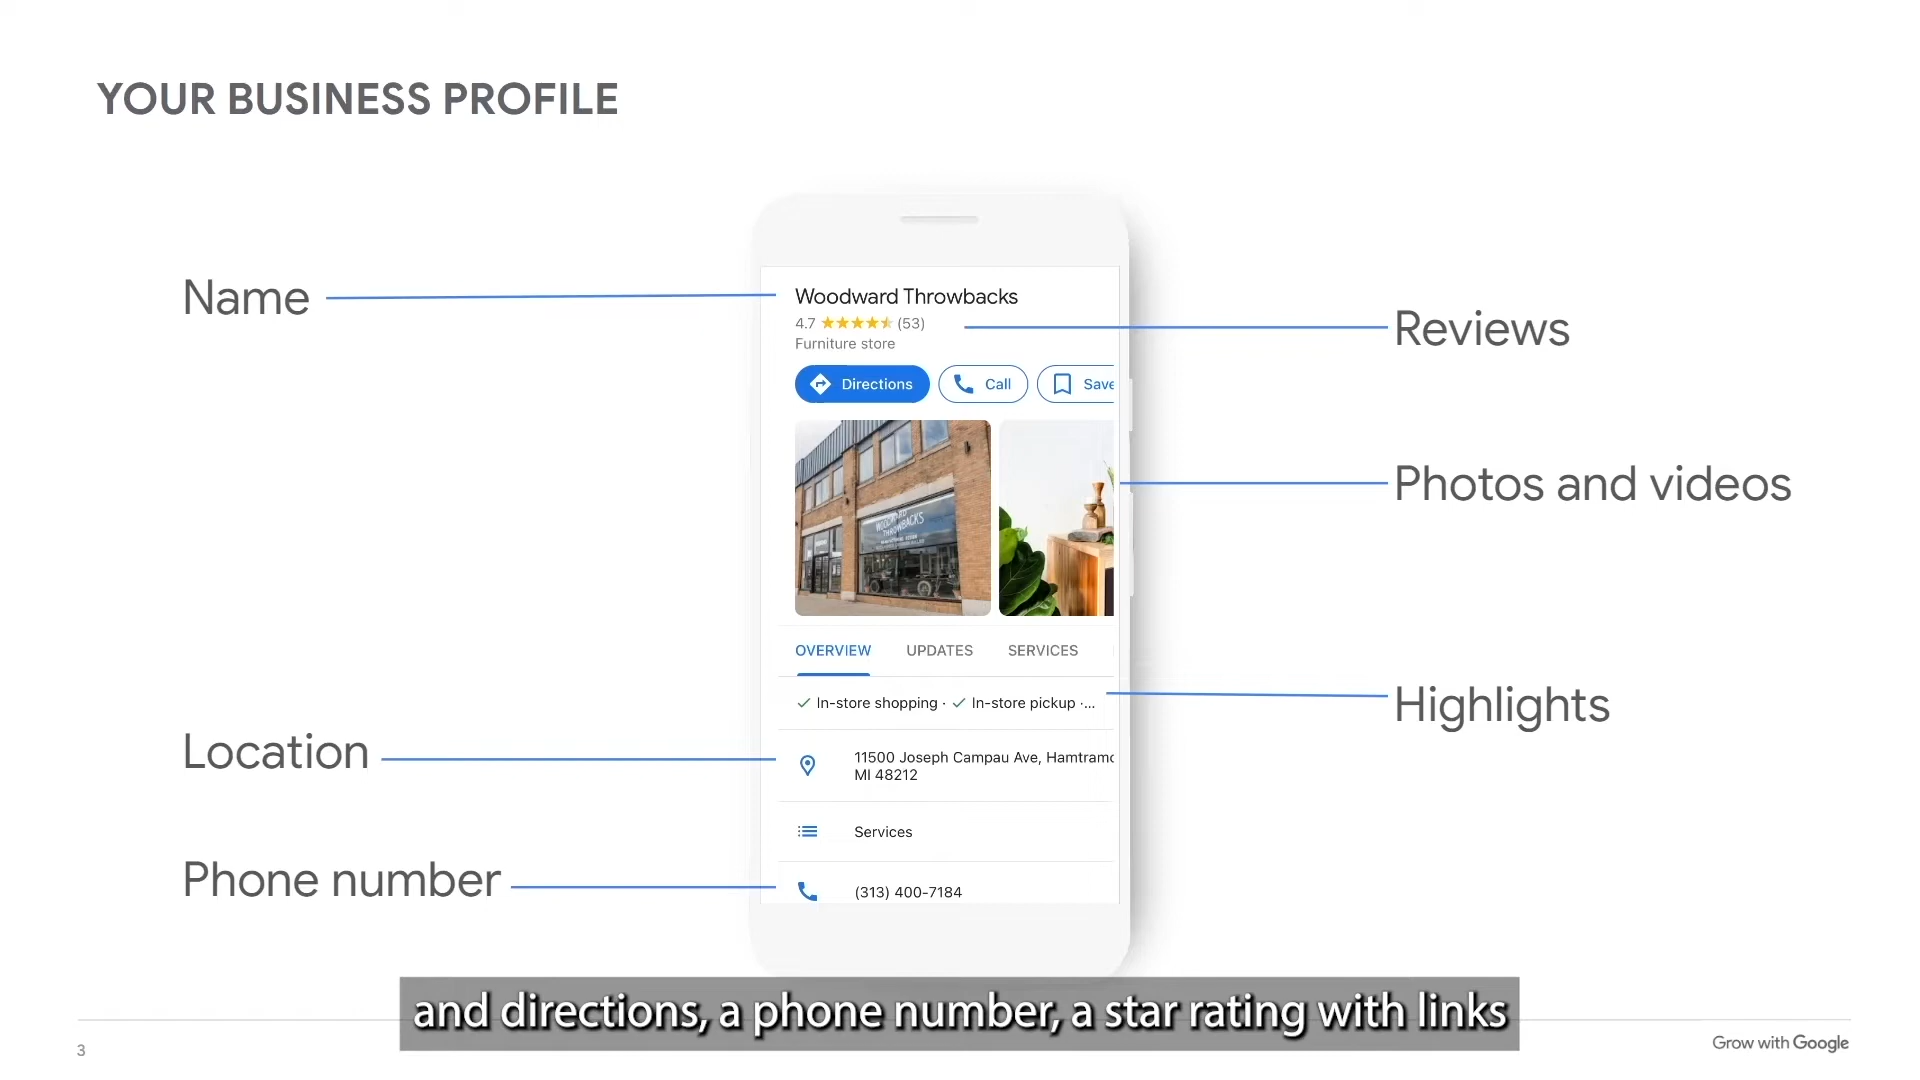 YOUR BUSINESS PROFILE
Name
Woodward Throwbacks
4.7 (53)
Reviews
Furniture store
Directions
Call
Save
Photos and videos
WOODWARD
THROWBACKS
OVERVIEW UPDATES SERVICES
In-store shopping · In-store pickup ·...
Highlights
Location
11500 Joseph Campau Ave, Hamtramc
MI 48212
Services
Phone number
(313) 400-7184
and directions, a phone number, a star rating with links
3
Grow with Google